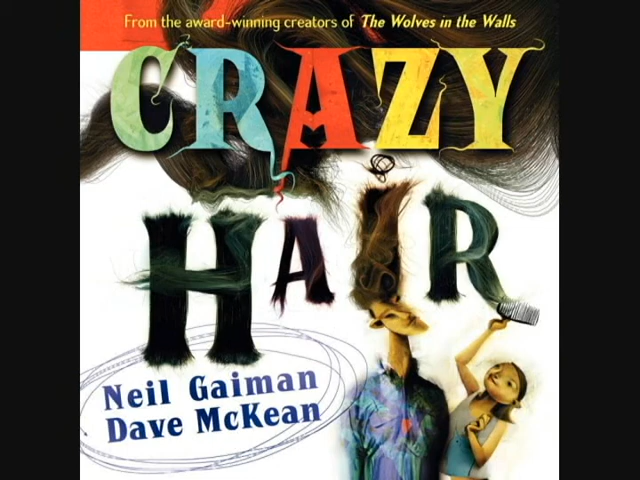 From the award-winning creators of The Wolves in the Walls
CRAZY
HAIR
Neil Gaiman
Dave McKean